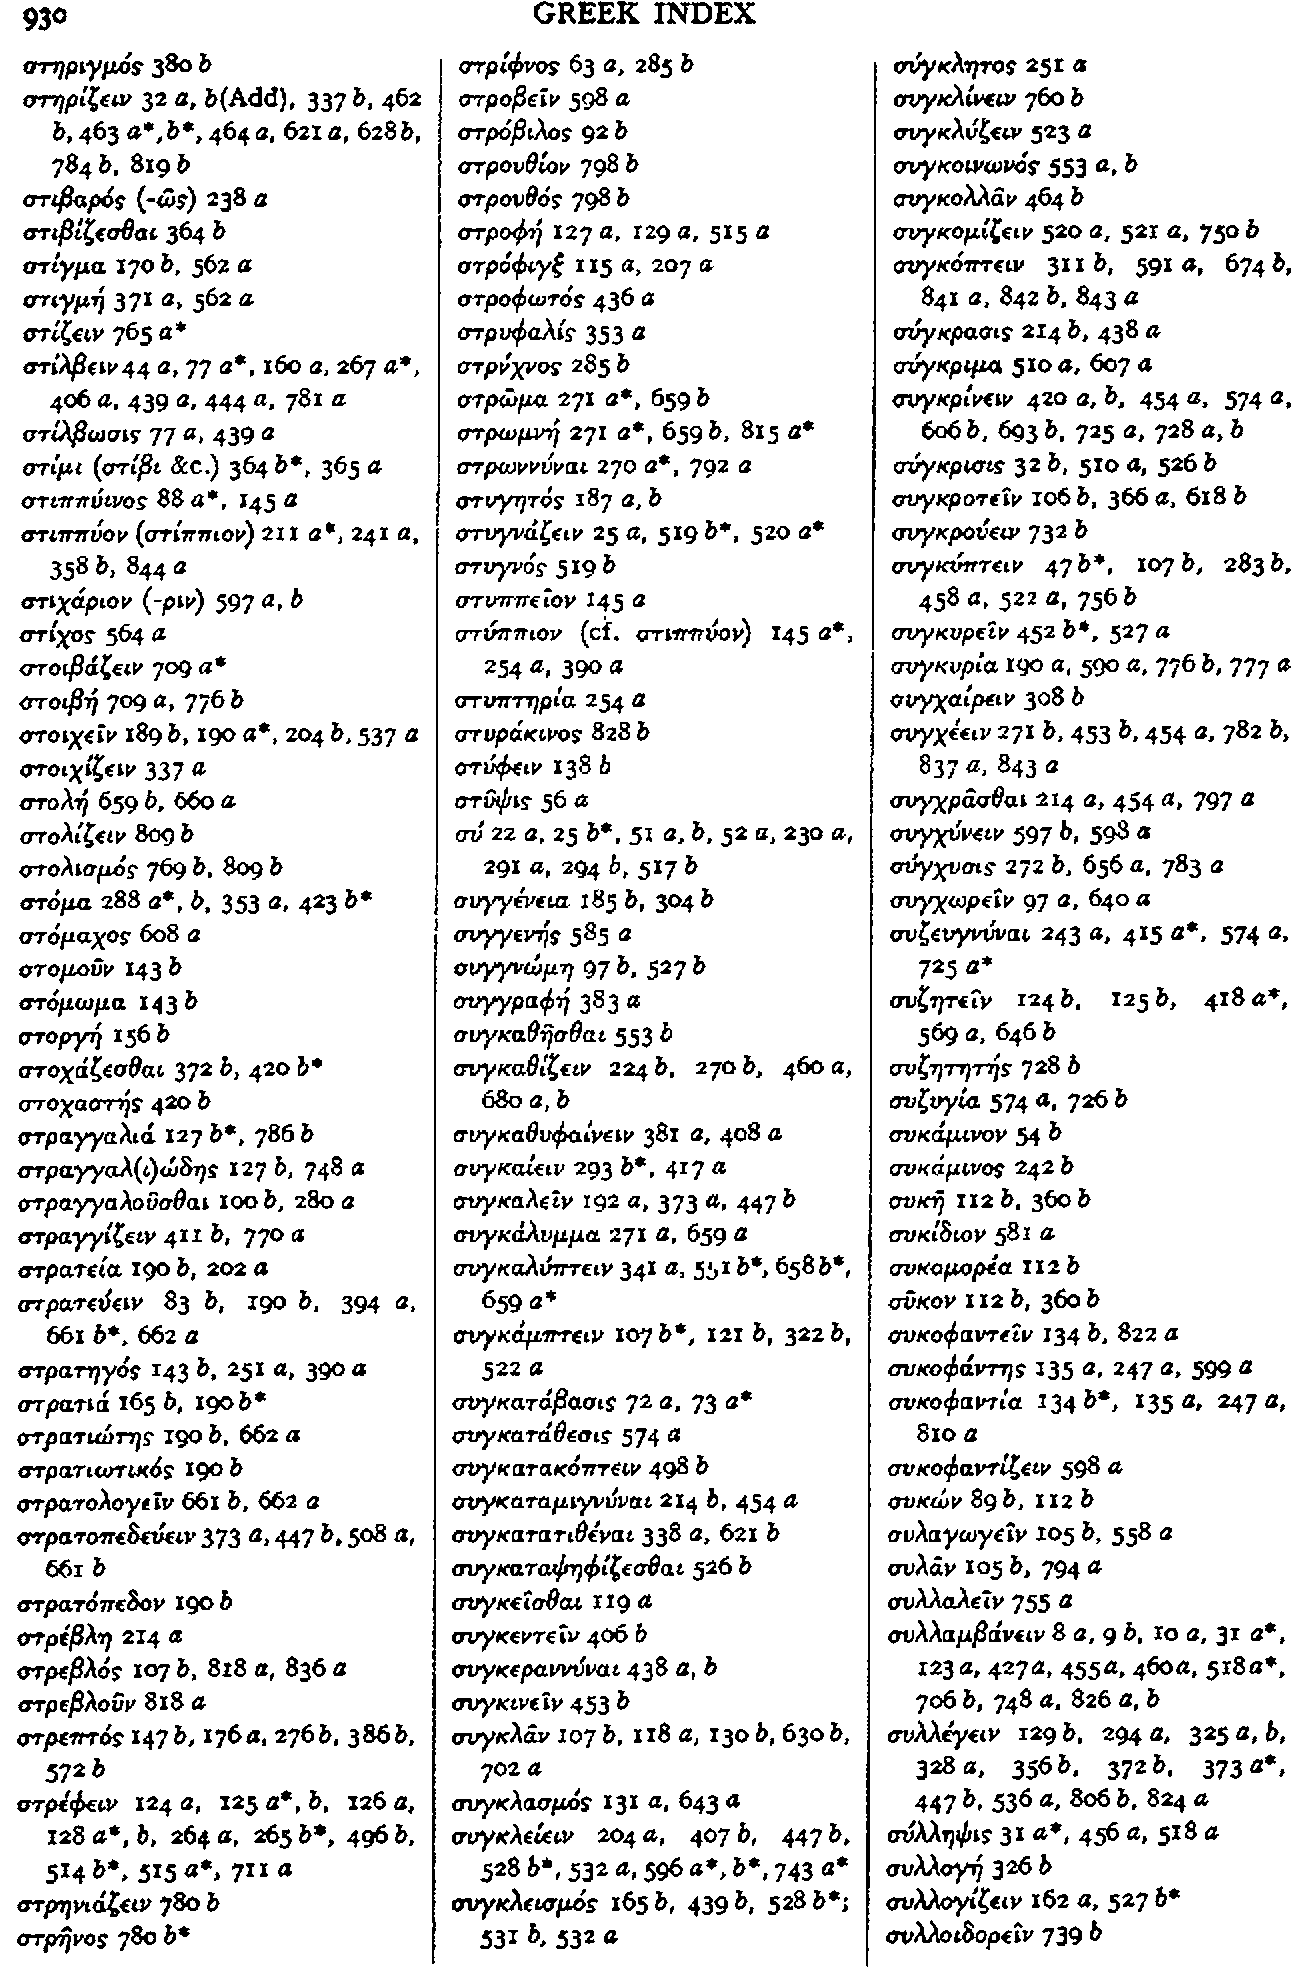 930
GREEK INDEX
στηριγμός 380 b
στηρίζειν 32 a, b(Add), 337 b, 462
b, 463 a*, b*, 464 a, 621 a, 628 b,
784 b, 819 b
στιβαρός (-ῶς) 238 a
στιβίζεσθαι 364 b
στίγμα 170 b, 562 a
στιγμή 371 a, 562 a
στίζειν 765 a*
στίλβειν 44 a, 77 a*, 160 a, 267 a*,
406 a, 439 a, 444 a, 781 a
στίλβωσις 77 a, 439 a
στίμι (στίβι &c.) 364 b*, 365 a
στιππύινος 88 a*, 145 a
στιππύον (στίππιον) 211 a*, 241 a,
358 b, 844 a
στιχάριον (-ριν) 597 a, b
στίχος 564 a
στοιβάζειν 709 a*
στοιβή 709 a, 776 b
στοιχεῖν 189 b, 190 a*, 204 b, 537 a
στοιχίζειν 337 a
στολή 659 b, 660 a
στολίζειν 809 b
στολισμός 769 b, 809 b
στόμα 288 a*, b, 353 a, 423 b*
στόμαχος 608 a
στομοῦν 143 b
στόμωμα 143 b
στοργή 156 b
στοχάζεσθαι 372 b, 420 b*
στοχαστής 420 b
στραγγαλιά 127 b*, 786 b
στραγγαλ(ι)ώδης 127 b, 748 a
στραγγαλοῦσθαι 100 b, 280 a
στραγγίζειν 411 b, 770 a
στρατεία 190 b, 202 a
στρατεύειν 83 b, 190 b, 394 a,
661 b*, 662 a
στρατηγός 143 b, 251 a, 390 a
στρατιά 165 b, 190 b*
στρατιώτης 190 b, 662 a
στρατιωτικός 190 b
στρατολογεῖν 661 b, 662 a
στρατοπεδεύειν 373 a, 447 b, 508 a,
661 b
στρατόπεδον 190 b
στρέβλη 214 a
στρεβλός 107 b, 818 a, 836 a
στρεβλοῦν 818 a
στρεπτός 147 b, 176 a, 276 b, 386 b,
572 b
στρέφειν 124 a, 125 a*, b, 126 a,
128 a*, b, 264 a, 265 b*, 496 b,
514 b*, 515 a*, 711 a
στρηνιάζειν 780 b
στρῆνος 780 b*
στρίφνος 63 a, 285 b
στροβεῖν 598 a
στρόβιλος 92 b
στρουθίον 798 b
στρουθός 798 b
στροφή 127 a, 129 a, 515 a
στρόφιγξ 115 a, 207 a
στροφωτός 436 a
στρυφαλίς 353 a
στρύχνος 285 b
στρῶμα 271 a*, 659 b
στρωμνή 271 a*, 659 b, 815 a*
στρωννύναι 270 a*, 792 a
στυγητός 187 a, b
στυγνάζειν 25 a, 519 b*, 520 a*
στυγνός 519 b
στυππεῖον 145 a
στύππιον (cf. στιππύον) 145 a*,
254 a, 390 a
στυπτηρία 254 a
στυράκινος 828 b
στύφειν 138 b
στῦψις 56 a
σύ 22 a, 25 b*, 51 a, b, 52 a, 230 a,
291 a, 294 b, 517 b
συγγένεια 185 b, 304 b
συγγενής 585 a
συγγνώμη 97 b, 527 b
συγγραφή 383 a
συγκαθῆσθαι 553 b
συγκαθίζειν 224 b, 270 b, 460 a,
680 a, b
συγκαθυφαίνειν 381 a, 408 a
συγκαίειν 293 b*, 417 a
συγκαλεῖν 192 a, 373 a, 447 b
συγκάλυμμα 271 a, 659 a
συγκαλύπτειν 341 a, 551 b*, 658 b*,
659 a*
συγκάμπτειν 107 b*, 121 b, 322 b,
522 a
συγκατάβασις 72 a, 73 a*
συγκατάθεσις 574 a
συγκατακόπτειν 498 b
συγκαταμιγνύναι 214 b, 454 a
συγκατατιθέναι 338 a, 621 b
συγκαταψηφίζεσθαι 526 b
συγκεῖσθαι 119 a
συγκεντεῖν 406 b
συγκεραννύναι 438 a, b
συγκινεῖν 453 b
συγκλᾶν 107 b, 118 a, 130 b, 630 b,
702 a
συγκλασμός 131 a, 643 a
συγκλείειν 204 a, 407 b, 447 b,
528 b*, 532 a, 596 a*, b*, 743 a*
συγκλεισμός 165 b, 439 b, 528 b*;
531 b, 532 a
σύγκλητος 251 a
συγκλίνειν 760 b
συγκλύζειν 523 a
συγκοινωνός 553 a, b
συγκολλᾶν 464 b
συγκομίζειν 520 a, 521 a, 750 b
συγκόπτειν 311 b, 591 a, 674 b,
841 a, 842 b, 843 a
σύγκρασις 214 b, 438 a
σύγκριμα 510 a, 607 a
συγκρίνειν 420 a, b, 454 a, 574 a,
606 b, 693 b, 725 a, 728 a, b
σύγκρισις 32 b, 510 a, 526 b
συγκροτεῖν 106 b, 366 a, 618 b
συγκρούειν 732 b
συγκύπτειν 47 b*, 107 b, 283 b,
458 a, 522 a, 756 b
συγκυρεῖν 452 b*, 527 a
συγκυρία 190 a, 590 a, 776 b, 777 a
συγχαίρειν 308 b
συγχέειν 271 b, 453 b, 454 a, 782 b,
837 a, 843 a
συγχρᾶσθαι 214 a, 454 a, 797 a
συγχύνειν 597 b, 598 a
σύγχυσις 272 b, 656 a, 783 a
συγχωρεῖν 97 a, 640 a
συζευγνύναι 243 a, 415 a*, 574 a,
725 a*
συζητεῖν 124 b, 125 b, 418 a*,
569 a, 646 b
συζητητής 728 b
συζυγία 574 a, 726 b
συκάμινον 54 b
συκάμινος 242 b
συκῆ 112 b, 360 b
συκίδιον 581 a
συκομορέα 112 b
σῦκον 112 b, 360 b
συκοφαντεῖν 134 b, 822 a
συκοφάντης 135 a, 247 a, 599 a
συκοφαντία 134 b*, 135 a, 247 a,
810 a
συκοφαντίζειν 598 a
συκών 89 b, 112 b
συλαγωγεῖν 105 b, 558 a
συλᾶν 105 b, 794 a
συλλαλεῖν 755 a
συλλαμβάνειν 8 a, 9 b, 10 a, 31 a*,
123 a, 427 a, 455 a, 460 a, 518 a*,
706 b, 748 a, 826 a, b
συλλέγειν 129 b, 294 a, 325 a, b,
328 a, 356 b, 372 b, 373 a*,
447 b, 536 a, 806 b, 824 a
σύλληψις 31 a*, 456 a, 518 a
συλλογή 326 b
συλλογίζειν 162 a, 527 b*
συλλοιδορεῖν 739 b